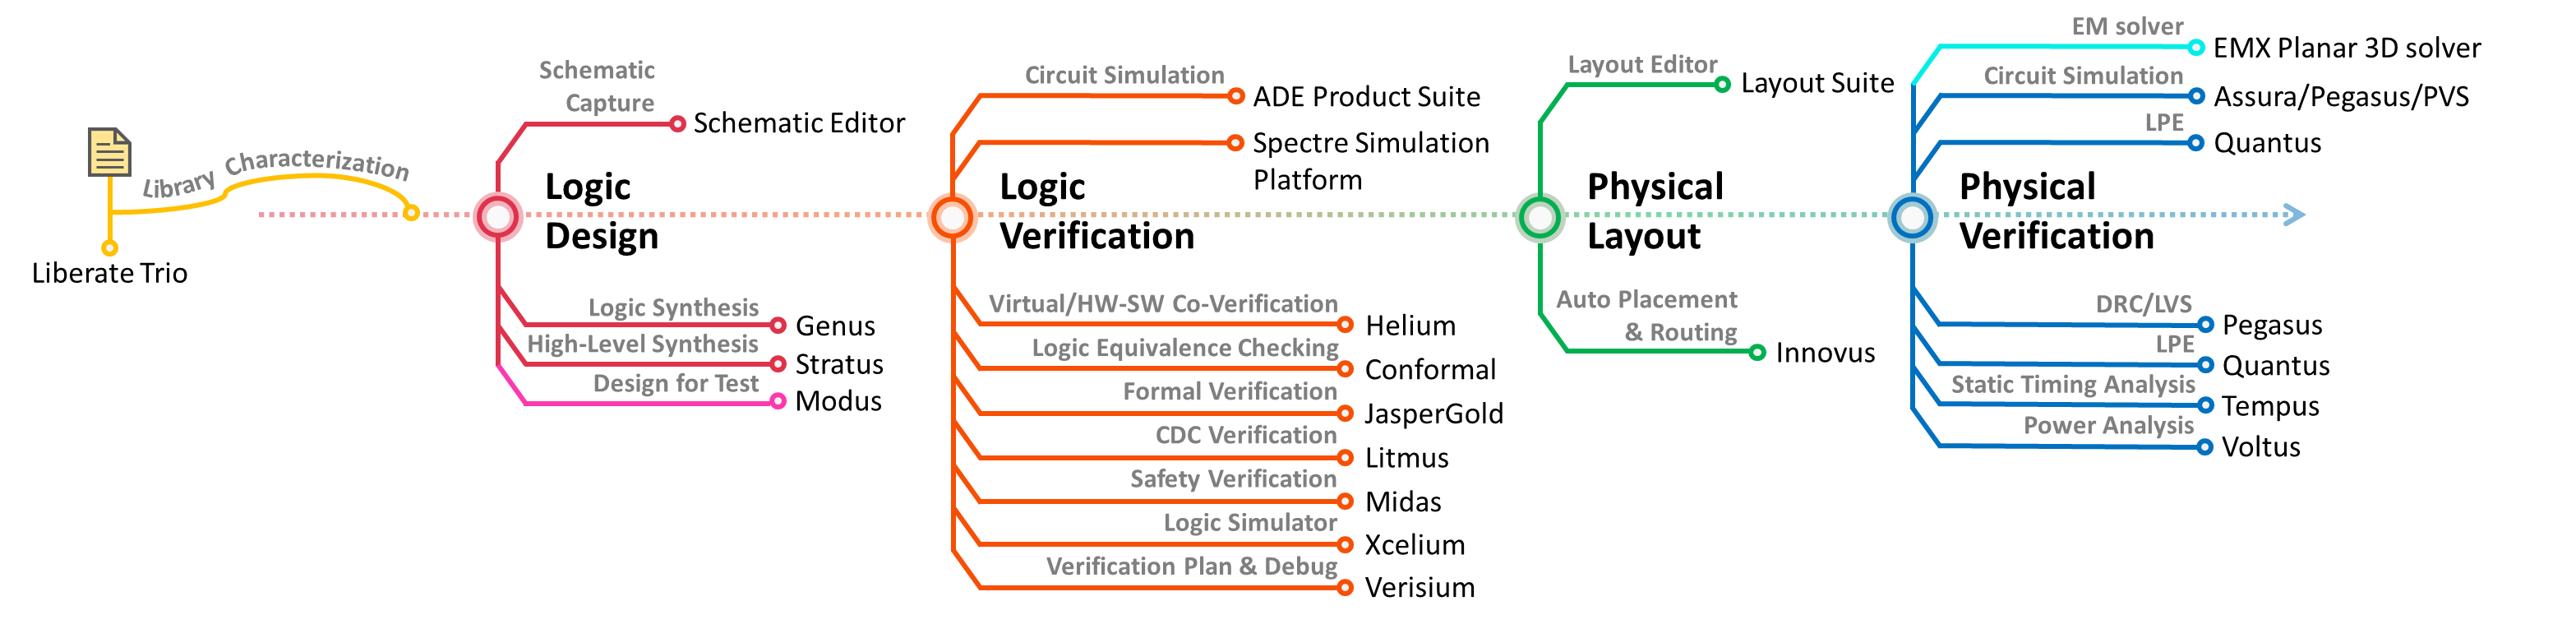 Library Characterization
Liberate Trio
Schematic
Capture
Schematic Editor
Logic
Design
Logic Synthesis
Genus
High-Level Synthesis
Stratus
Design for Test
Modus
Circuit Simulation
ADE Product Suite
Spectre Simulation
Platform
Logic
Verification
Virtual/HW-SW Co-Verification
Helium
Logic Equivalence Checking
Conformal
Formal Verification
JasperGold
CDC Verification
Litmus
Safety Verification
Midas
Logic Simulator
Xcelium
Verification Plan & Debug
Verisium
Layout Editor
Layout Suite
Physical
Layout
Auto Placement
& Routing
Innovus
EM solver
EMX Planar 3D solver
Circuit Simulation
Assura/Pegasus/PVS
LPE
Quantus
Physical
Verification
DRC/LVS
Pegasus
LPE
Quantus
Static Timing Analysis
Tempus
Power Analysis
Voltus